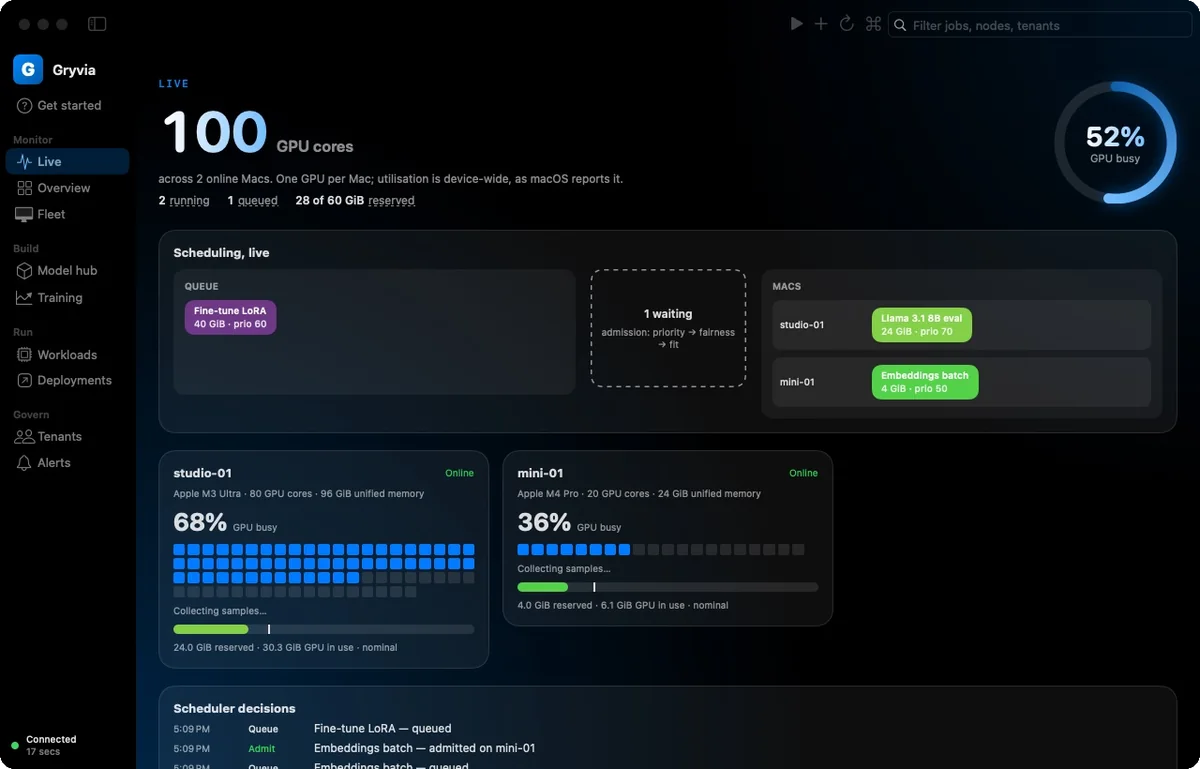 Filter jobs, nodes, tenants
G Gryvia
? Get started
Monitor
Live
Overview
Fleet
Build
Model hub
Training
Run
Workloads
Deployments
Govern
Tenants
Alerts
Connected
17 secs
LIVE
100 GPU cores
across 2 online Macs. One GPU per Mac; utilisation is device-wide, as macOS reports it.
2 running 1 queued 28 of 60 GiB reserved
52%
GPU busy
Scheduling, live
QUEUE
Fine-tune LoRA
40 GiB · prio 60
1 waiting
admission: priority → fairness
→ fit
MACS
studio-01
Llama 3.1 8B eval
24 GiB · prio 70
mini-01
Embeddings batch
4 GiB · prio 50
studio-01 Online
Apple M3 Ultra · 80 GPU cores · 96 GiB unified memory
68% GPU busy
Collecting samples…
24.0 GiB reserved · 30.3 GiB GPU in use · nominal
mini-01 Online
Apple M4 Pro · 20 GPU cores · 24 GiB unified memory
36% GPU busy
Collecting samples…
4.0 GiB reserved · 6.1 GiB GPU in use · nominal
Scheduler decisions
5:09 PM Queue Fine-tune LoRA — queued
5:09 PM Admit Embeddings batch — admitted on mini-01
5:09 PM Queue Embeddings batch — queued